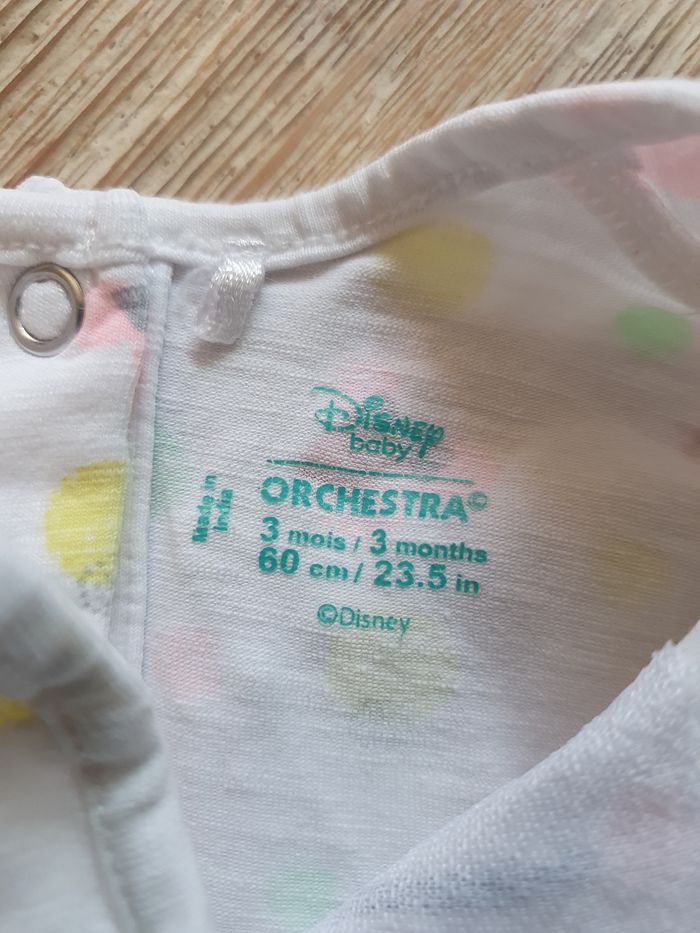 Disney
baby
ORCHESTRA©
3 mois / 3 months
60 cm / 23.5 in
©Disney
Made in
India